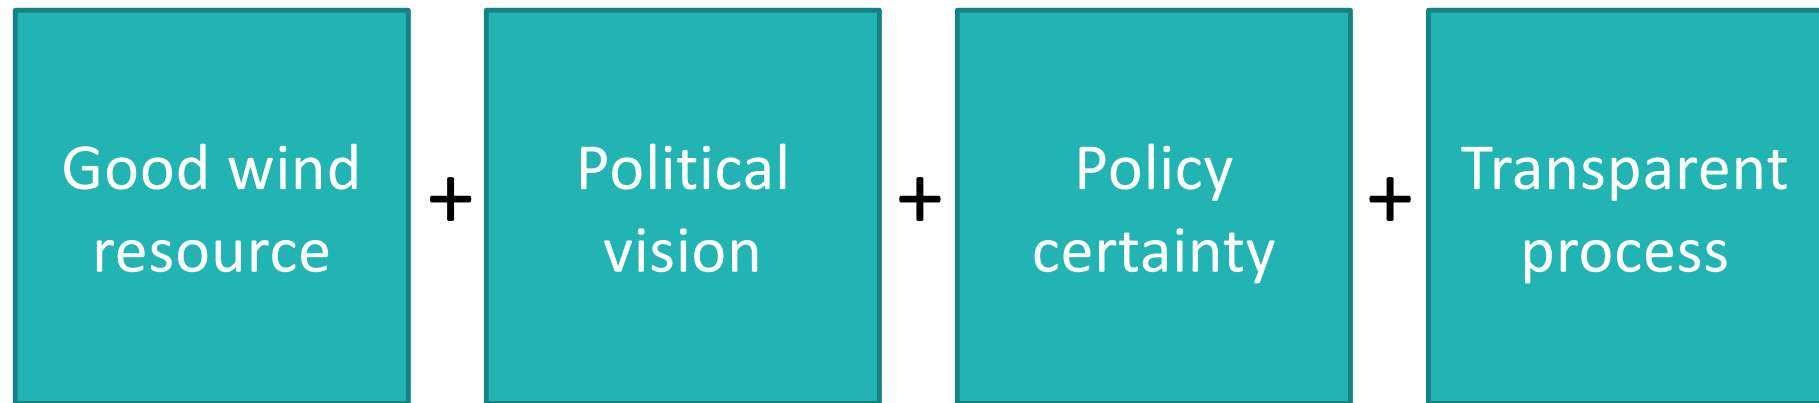 Good wind
resource
+
Political
vision
+
Policy
certainty
+
Transparent
process